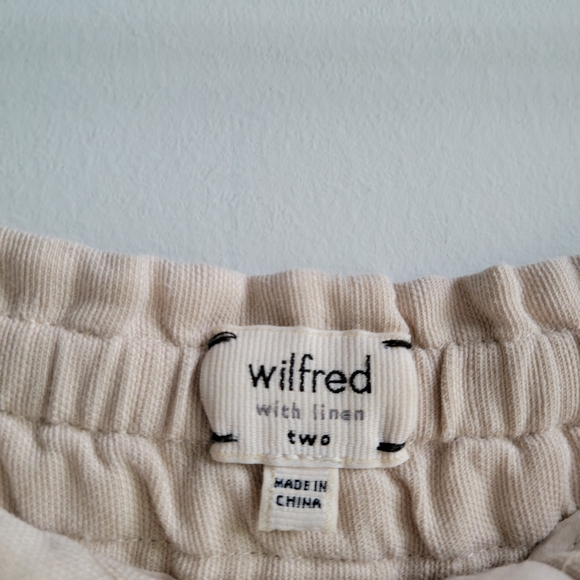 wilfred
with linen
two
MADE IN
CHINA